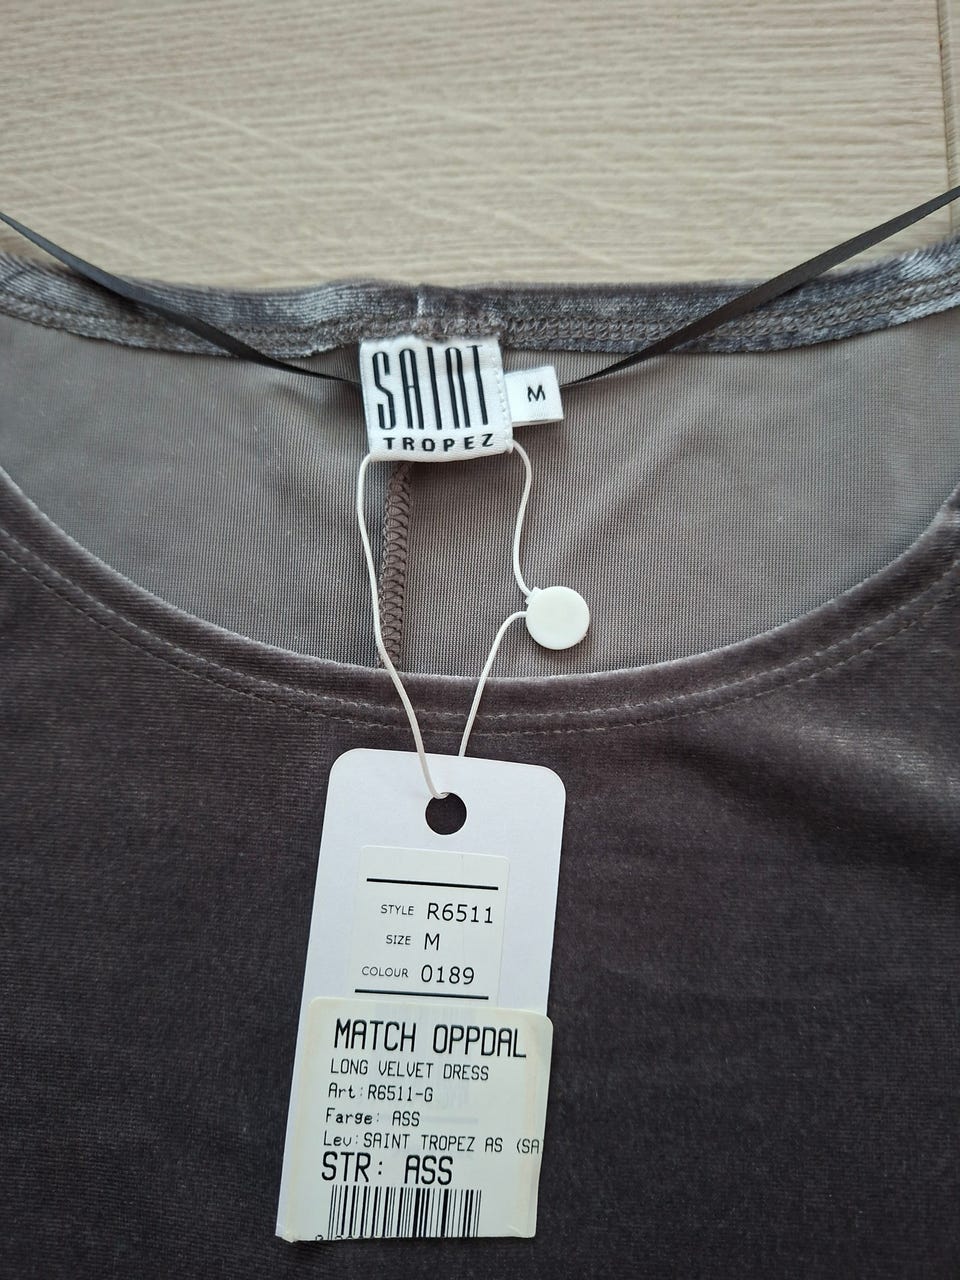 SAINT
TROPEZ
M
STYLE R6511
SIZE M
COLOUR 0189
MATCH OPPDAL
LONG VELVET DRESS
Art:R6511-G
Farge: ASS
Lev:SAINT TROPEZ AS (SA
STR: ASS